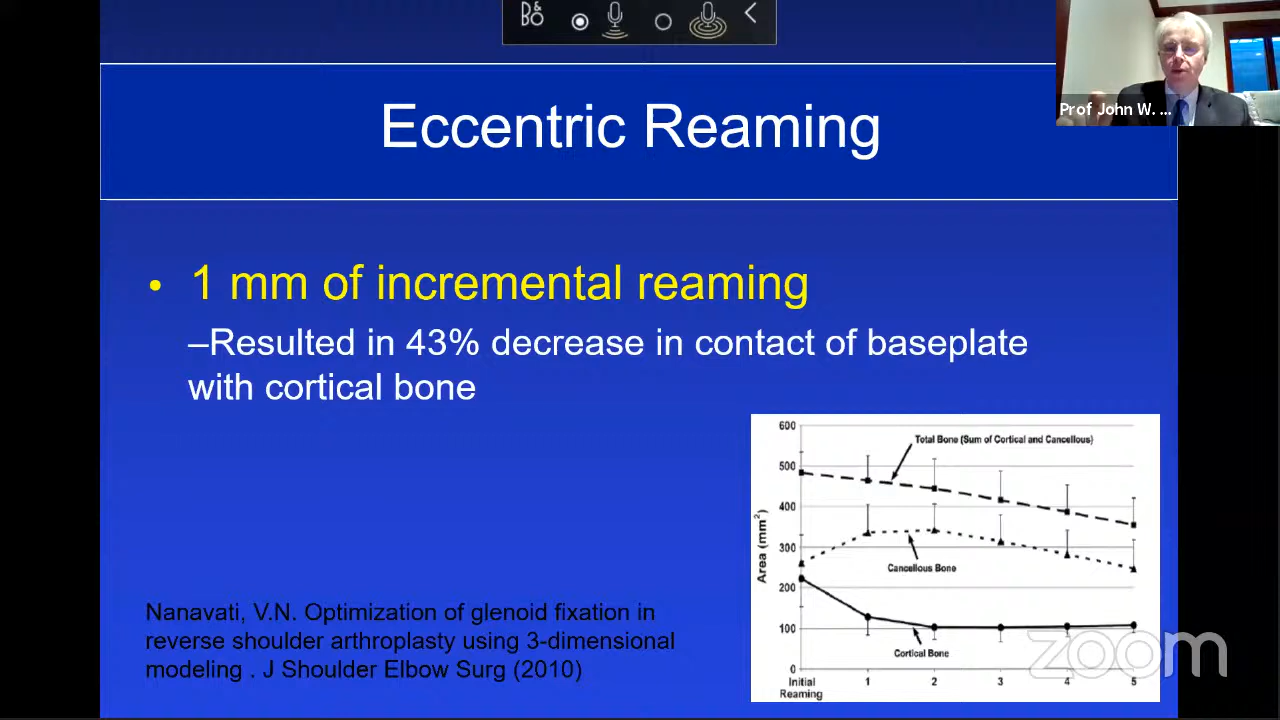 B&O
Prof John W. ...
Eccentric Reaming
• 1 mm of incremental reaming
–Resulted in 43% decrease in contact of baseplate
with cortical bone
Nanavati, V.N. Optimization of glenoid fixation in
reverse shoulder arthroplasty using 3-dimensional
modeling . J Shoulder Elbow Surg (2010)
600
500
400
300
200
100
0
Area (mm²)
Total Bone (Sum of Cortical and Cancellous)
Cancellous Bone
Cortical Bone
Initial
Reaming
1
2
3
4
5
zoom